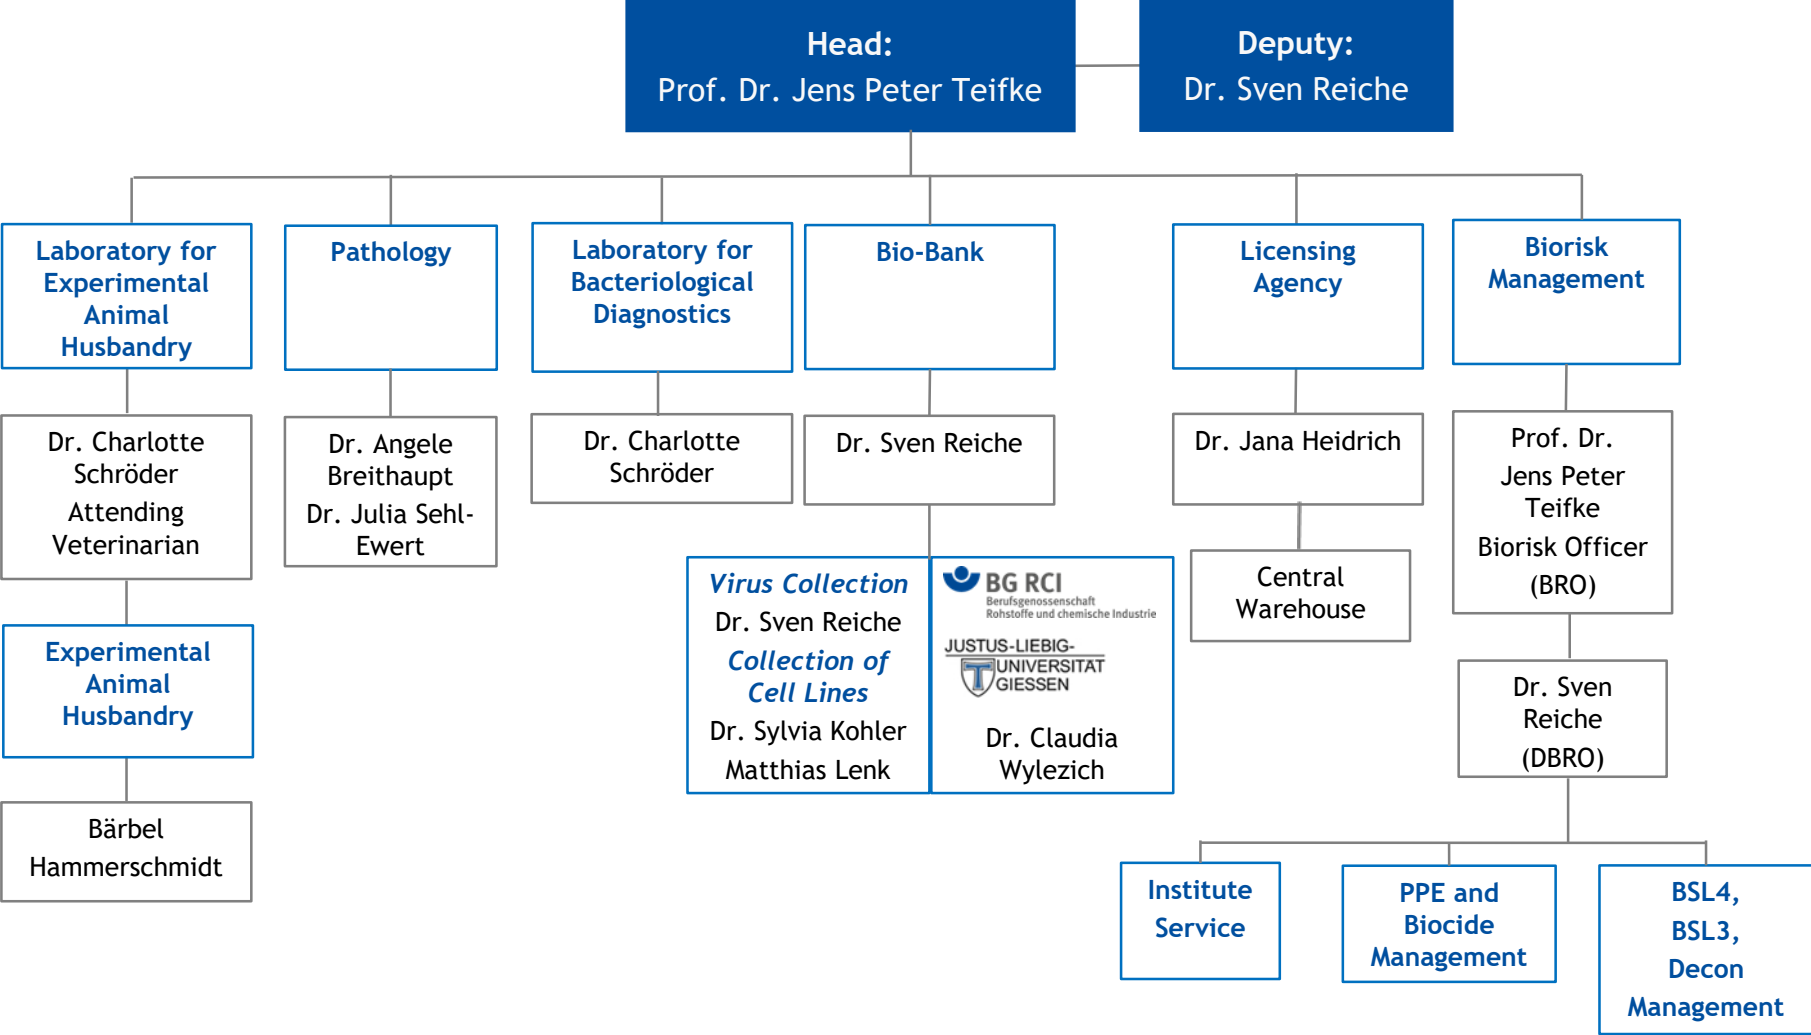 Head:
Prof. Dr. Jens Peter Teifke
Deputy:
Dr. Sven Reiche
Laboratory for
Experimental
Animal
Husbandry
Pathology
Laboratory for
Bacteriological
Diagnostics
Bio-Bank
Licensing
Agency
Biorisk
Management
Dr. Charlotte
Schröder
Attending
Veterinarian
Dr. Angele
Breithaupt
Dr. Julia Sehl-
Ewert
Dr. Charlotte
Schröder
Dr. Sven Reiche
Dr. Jana Heidrich
Prof. Dr.
Jens Peter
Teifke
Biorisk Officer
(BRO)
Experimental
Animal
Husbandry
Virus Collection
Dr. Sven Reiche
Collection of
Cell Lines
Dr. Sylvia Kohler
Matthias Lenk
BG RCI
Berufsgenossenschaft
Rohstoffe und chemische Industrie
JUSTUS-LIEBIG-
UNIVERSITÄT
GIESSEN
Dr. Claudia
Wylezich
Central
Warehouse
Dr. Sven
Reiche
(DBRO)
Bärbel
Hammerschmidt
Institute
Service
PPE and
Biocide
Management
BSL4,
BSL3,
Decon
Management